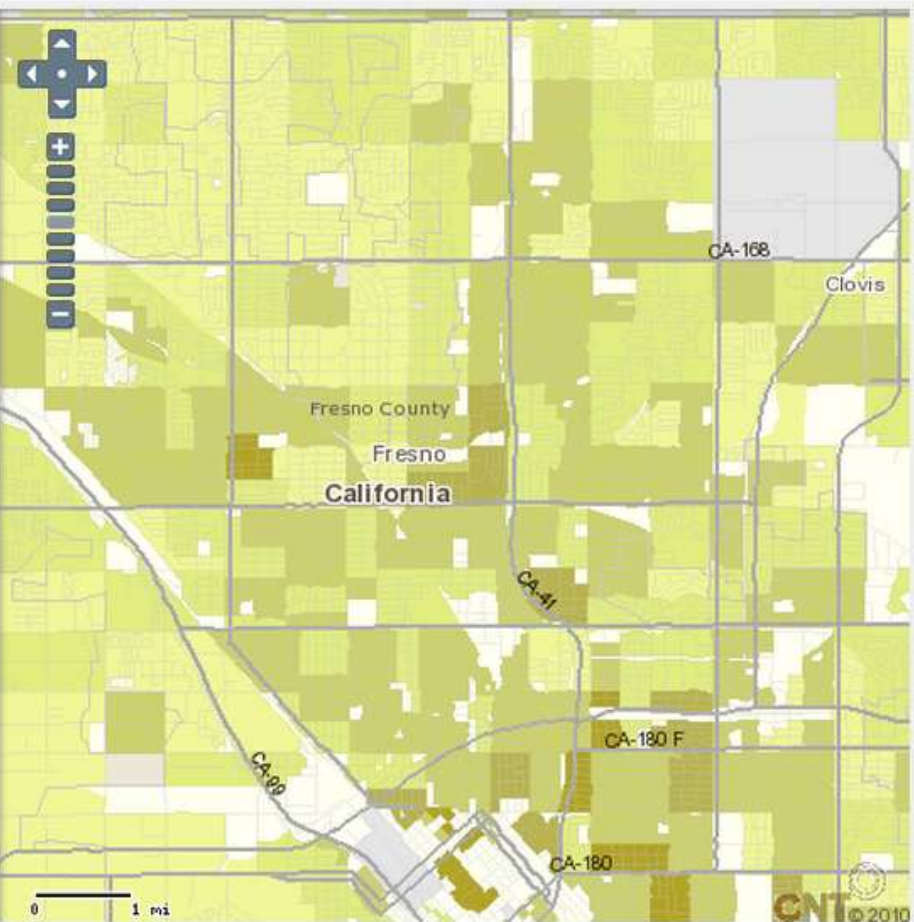 CA-168
Clovis
Fresno County
Fresno
California
CA-41
CA-180 F
CA-99
CA-180
0 1 mi
CNT © 2010